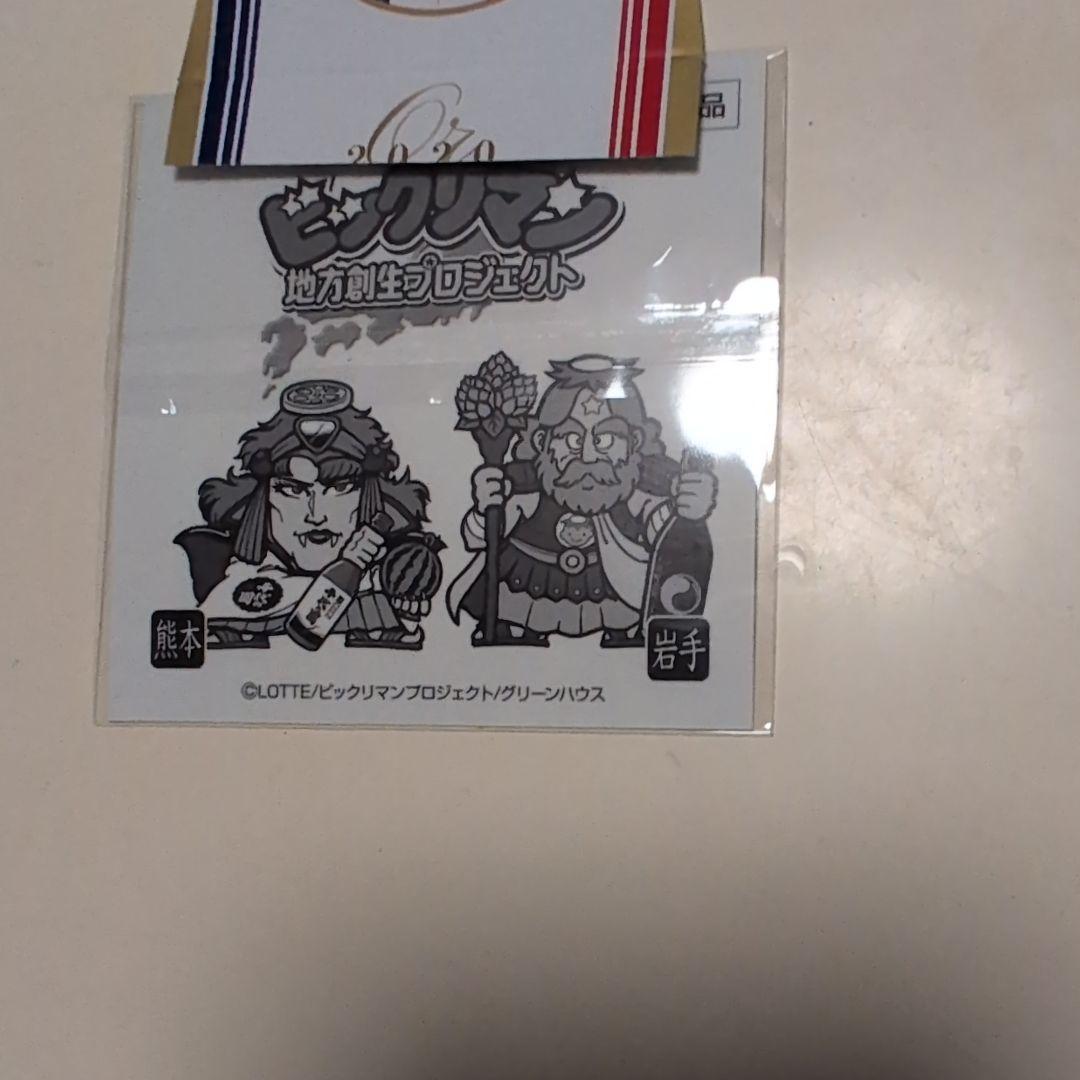 品
2020
ビックリマン
地方創生プロジェクト
熊本
岩手
©LOTTE/ビックリマンプロジェクト/グリーンハウス